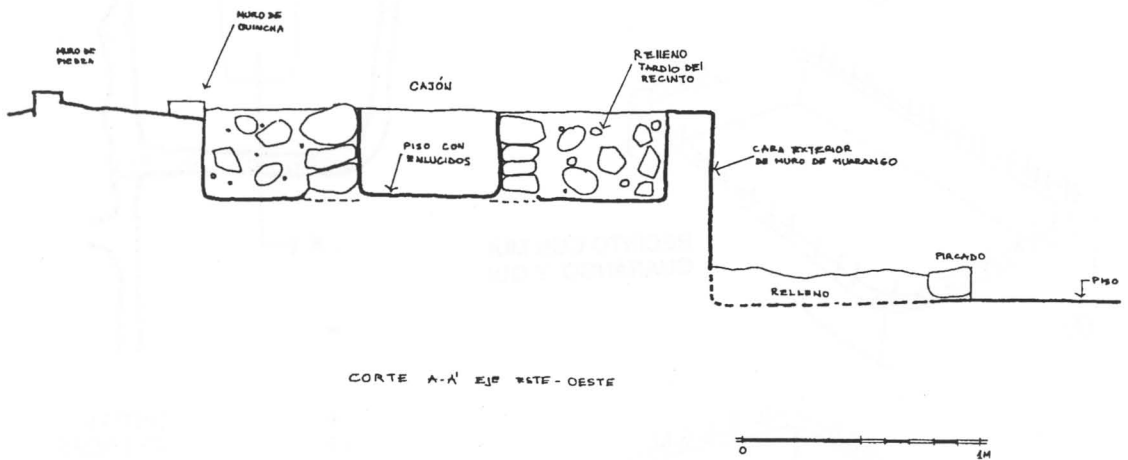 MURO DE
PIEDRA
MURO DE
QUINCHA
CAJÓN
RELLENO
TARDIO DEL
RECINTO
PISO CON
ENLUCIDOS
CARA EXTERIOR
DE MURO DE HUARANGO
PIRCADO
RELLENO
PISO
CORTE A-A' EJE ESTE-OESTE
0
1M